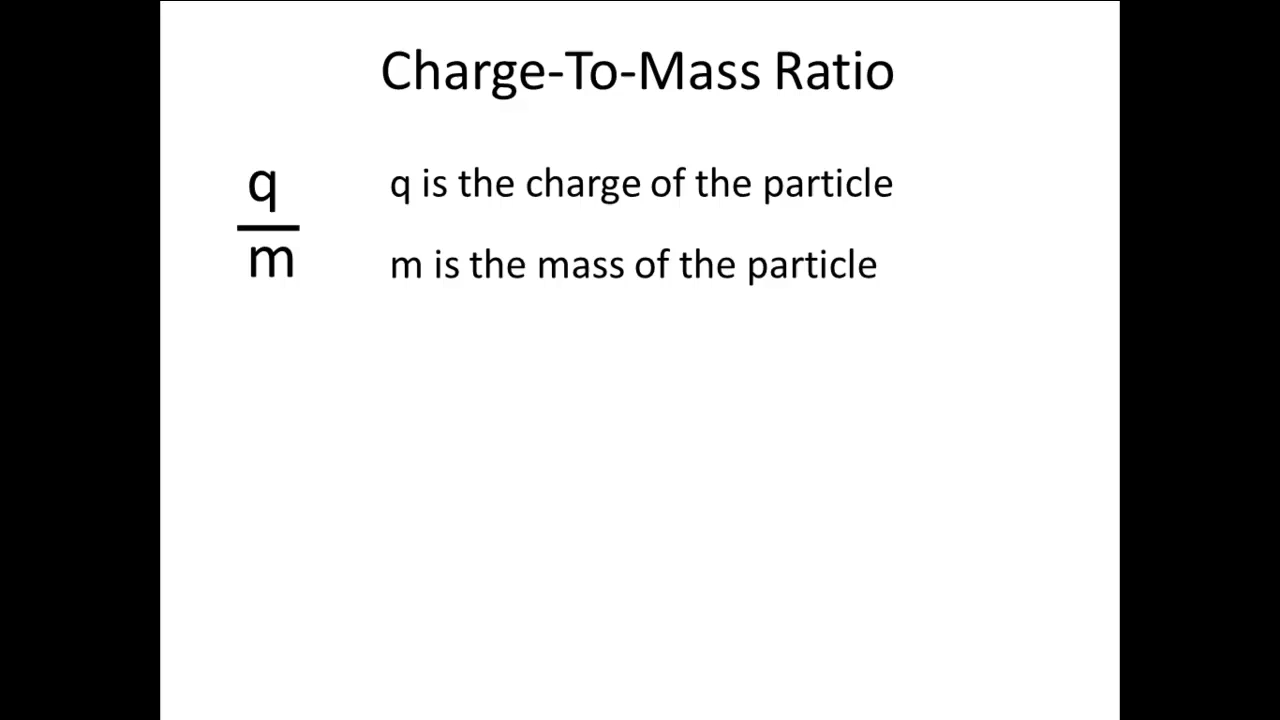 Charge-To-Mass Ratio
q
m
q is the charge of the particle
m is the mass of the particle